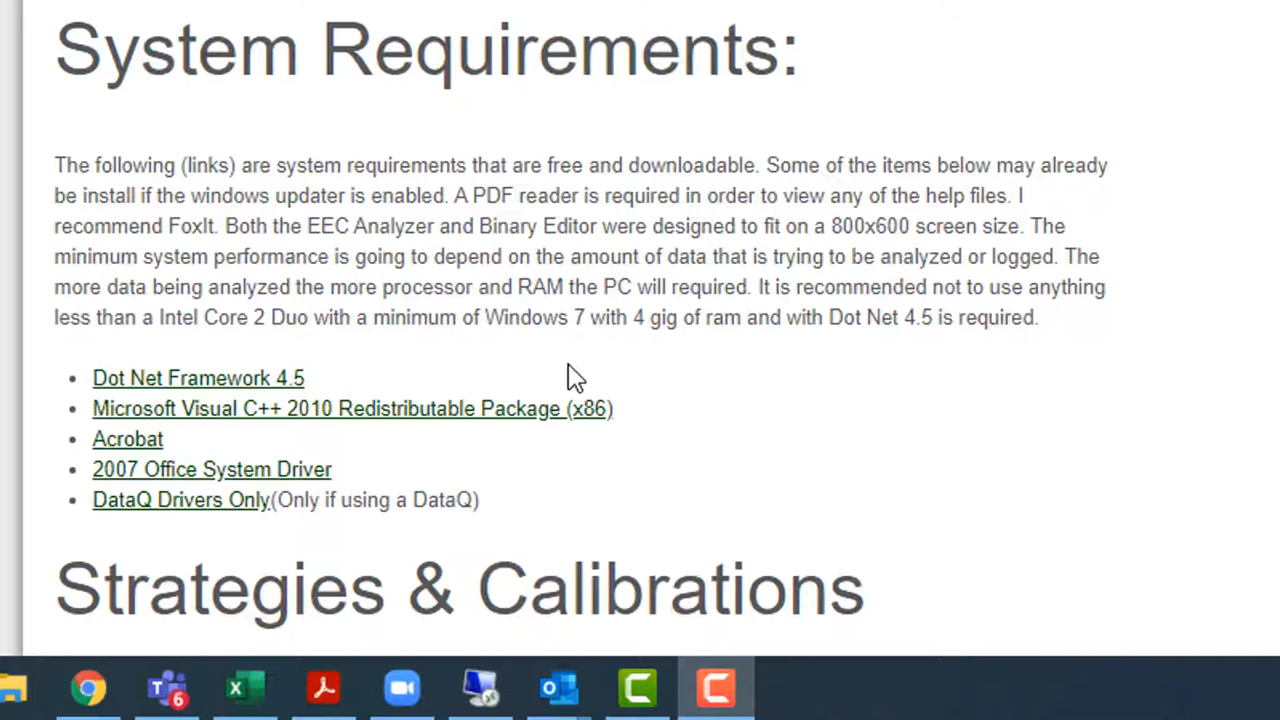 System Requirements:
The following (links) are system requirements that are free and downloadable. Some of the items below may already
be install if the windows updater is enabled. A PDF reader is required in order to view any of the help files. I
recommend FoxIt. Both the EEC Analyzer and Binary Editor were designed to fit on a 800x600 screen size. The
minimum system performance is going to depend on the amount of data that is trying to be analyzed or logged. The
more data being analyzed the more processor and RAM the PC will required. It is recommended not to use anything
less than a Intel Core 2 Duo with a minimum of Windows 7 with 4 gig of ram and with Dot Net 4.5 is required.
• Dot Net Framework 4.5
• Microsoft Visual C++ 2010 Redistributable Package (x86)
• Acrobat
• 2007 Office System Driver
• DataQ Drivers Only(Only if using a DataQ)
Strategies & Calibrations
6